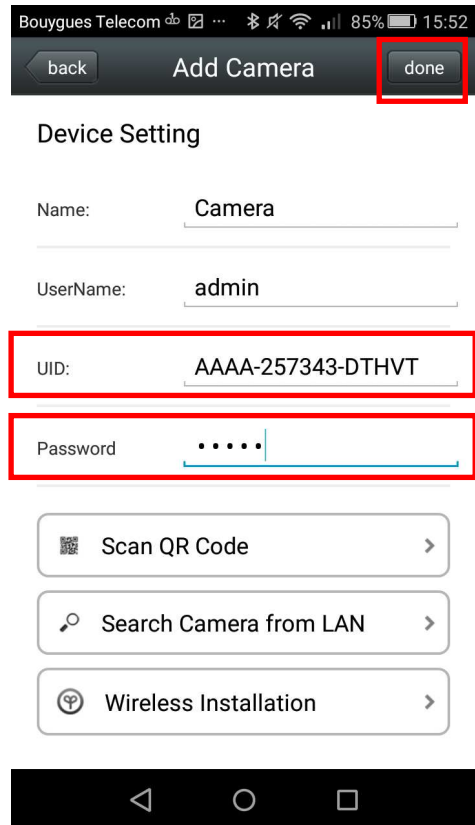 Bouygues Telecom ... 85% 15:52
back Add Camera done
Device Setting
Name: Camera
UserName: admin
UID: AAAA-257343-DTHVT
Password •••••
Scan QR Code
Search Camera from LAN
Wireless Installation